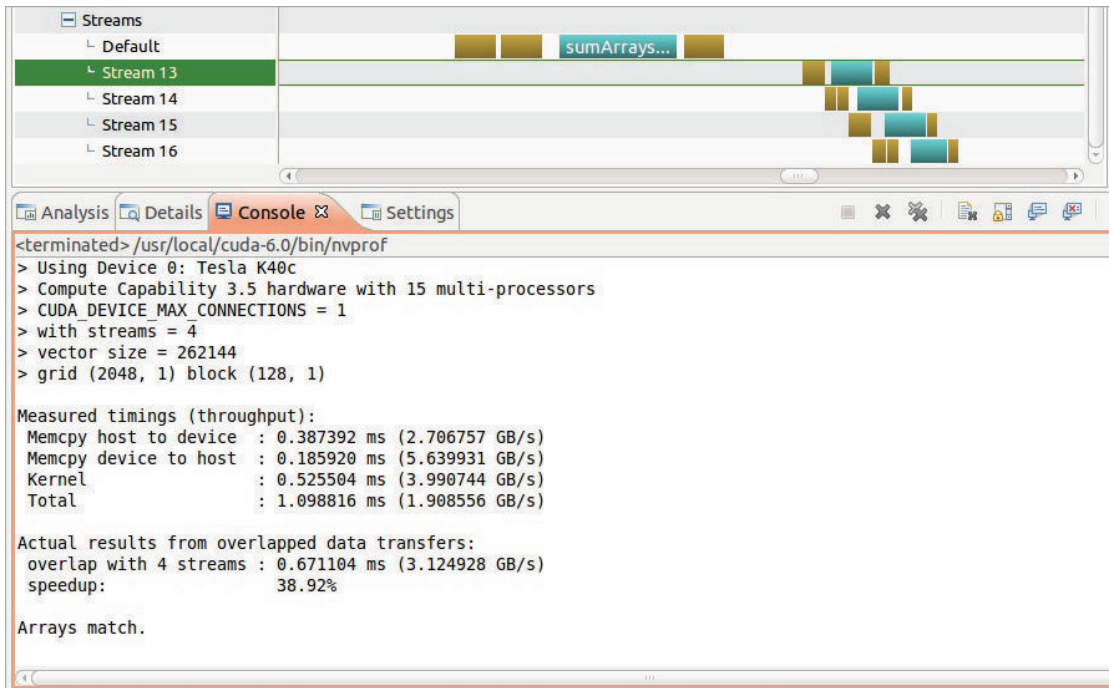 Streams
Default
sumArrays...
Stream 13
Stream 14
Stream 15
Stream 16
Analysis Details Console Settings
<terminated> /usr/local/cuda-6.0/bin/nvprof
> Using Device 0: Tesla K40c
> Compute Capability 3.5 hardware with 15 multi-processors
> CUDA_DEVICE_MAX_CONNECTIONS = 1
> with streams = 4
> vector size = 262144
> grid (2048, 1) block (128, 1)
Measured timings (throughput):
Memcpy host to device : 0.387392 ms (2.706757 GB/s)
Memcpy device to host : 0.185920 ms (5.639931 GB/s)
Kernel : 0.525504 ms (3.990744 GB/s)
Total : 1.098816 ms (1.908556 GB/s)
Actual results from overlapped data transfers:
overlap with 4 streams : 0.671104 ms (3.124928 GB/s)
speedup: 38.92%
Arrays match.